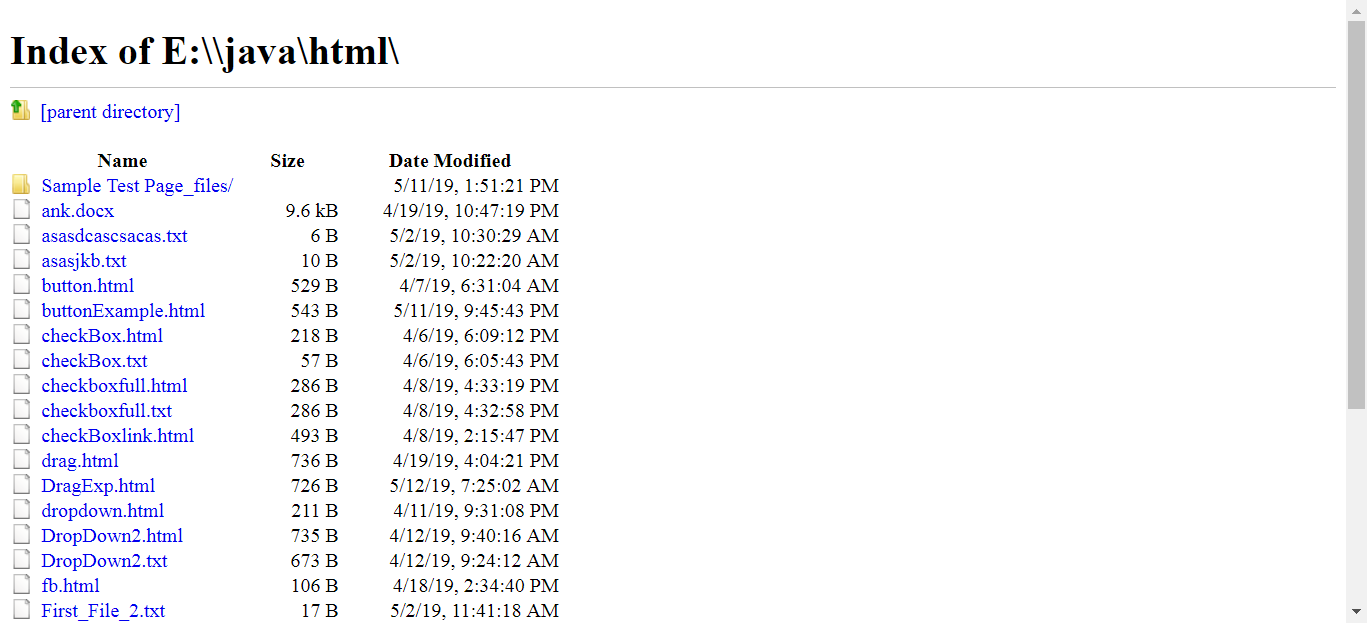 Index of E:\\java\html\
[parent directory]
Name Size Date Modified
Sample Test Page_files/ 5/11/19, 1:51:21 PM
ank.docx 9.6 kB 4/19/19, 10:47:19 PM
asasdcascsacas.txt 6 B 5/2/19, 10:30:29 AM
asasjkb.txt 10 B 5/2/19, 10:22:20 AM
button.html 529 B 4/7/19, 6:31:04 AM
buttonExample.html 543 B 5/11/19, 9:45:43 PM
checkBox.html 218 B 4/6/19, 6:09:12 PM
checkBox.txt 57 B 4/6/19, 6:05:43 PM
checkboxfull.html 286 B 4/8/19, 4:33:19 PM
checkboxfull.txt 286 B 4/8/19, 4:32:58 PM
checkBoxlink.html 493 B 4/8/19, 2:15:47 PM
drag.html 736 B 4/19/19, 4:04:21 PM
DragExp.html 726 B 5/12/19, 7:25:02 AM
dropdown.html 211 B 4/11/19, 9:31:08 PM
DropDown2.html 735 B 4/12/19, 9:40:16 AM
DropDown2.txt 673 B 4/12/19, 9:24:12 AM
fb.html 106 B 4/18/19, 2:34:40 PM
First_File_2.txt 17 B 5/2/19, 11:41:18 AM